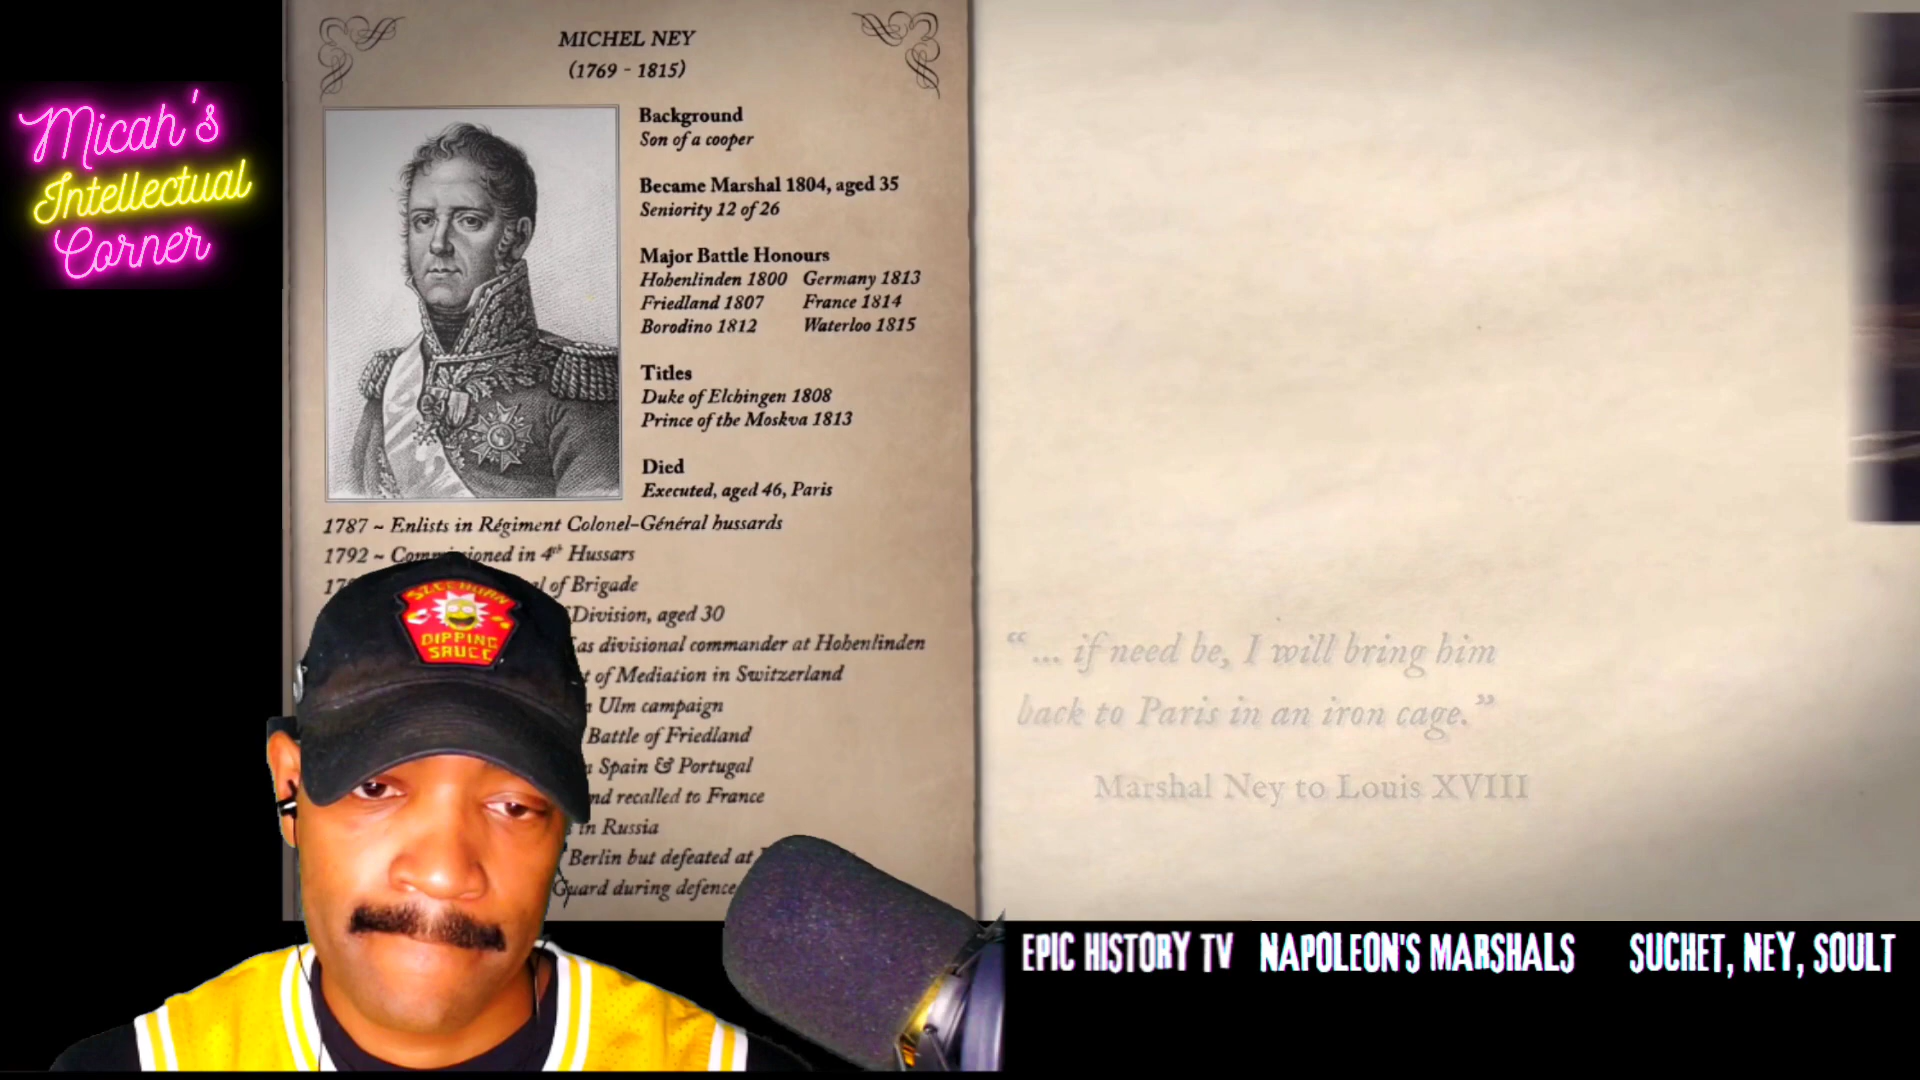 Micah's
Intellectual
Corner
MICHEL NEY
(1769 - 1815)
Background
Son of a cooper
Became Marshal 1804, aged 35
Seniority 12 of 26
Major Battle Honours
Hohenlinden 1800 Germany 1813
Friedland 1807 France 1814
Borodino 1812 Waterloo 1815
Titles
Duke of Elchingen 1808
Prince of the Moskva 1813
Died
Executed, aged 46, Paris
1787 ~ Enlists in Régiment Colonel-Général hussards
1792 ~ Commissioned in 4th Hussars
of Brigade
Division, aged 30
as divisional commander at Hohenlinden
of Mediation in Switzerland
Ulm campaign
Battle of Friedland
Spain & Portugal
recalled to France
in Russia
Berlin but defeated at
Guard during defence
"... if need be, I will bring him
back to Paris in an iron cage."
Marshal Ney to Louis XVIII
SZECHUAN
DIPPING
SAUCE
EPIC HISTORY TV NAPOLEON'S MARSHALS SUCHET, NEY, SOULT